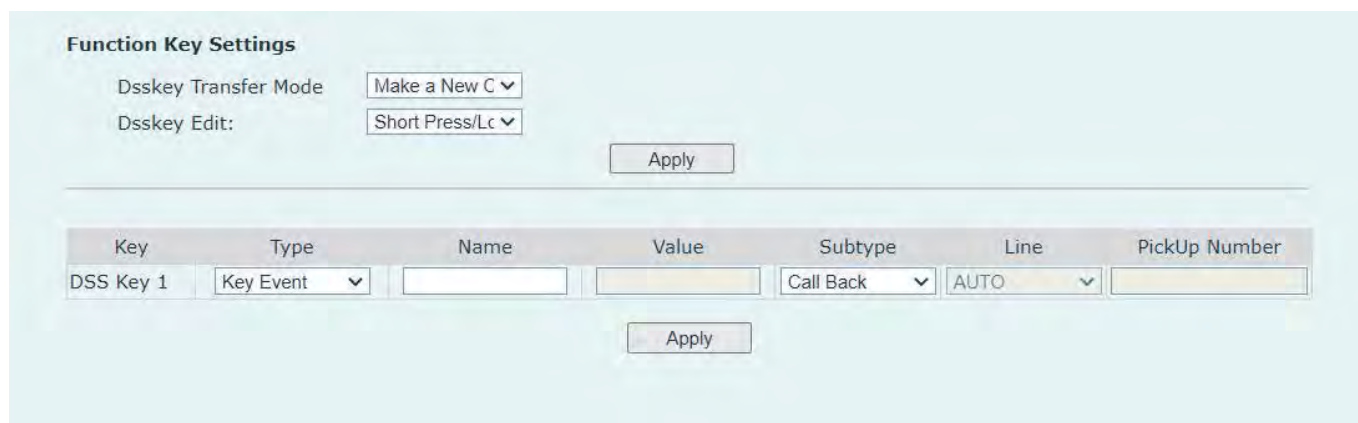 Function Key Settings
Dsskey Transfer Mode Make a New C
Dsskey Edit: Short Press/Lc
Apply
Key Type Name Value Subtype Line PickUp Number
DSS Key 1 Key Event Call Back AUTO
Apply